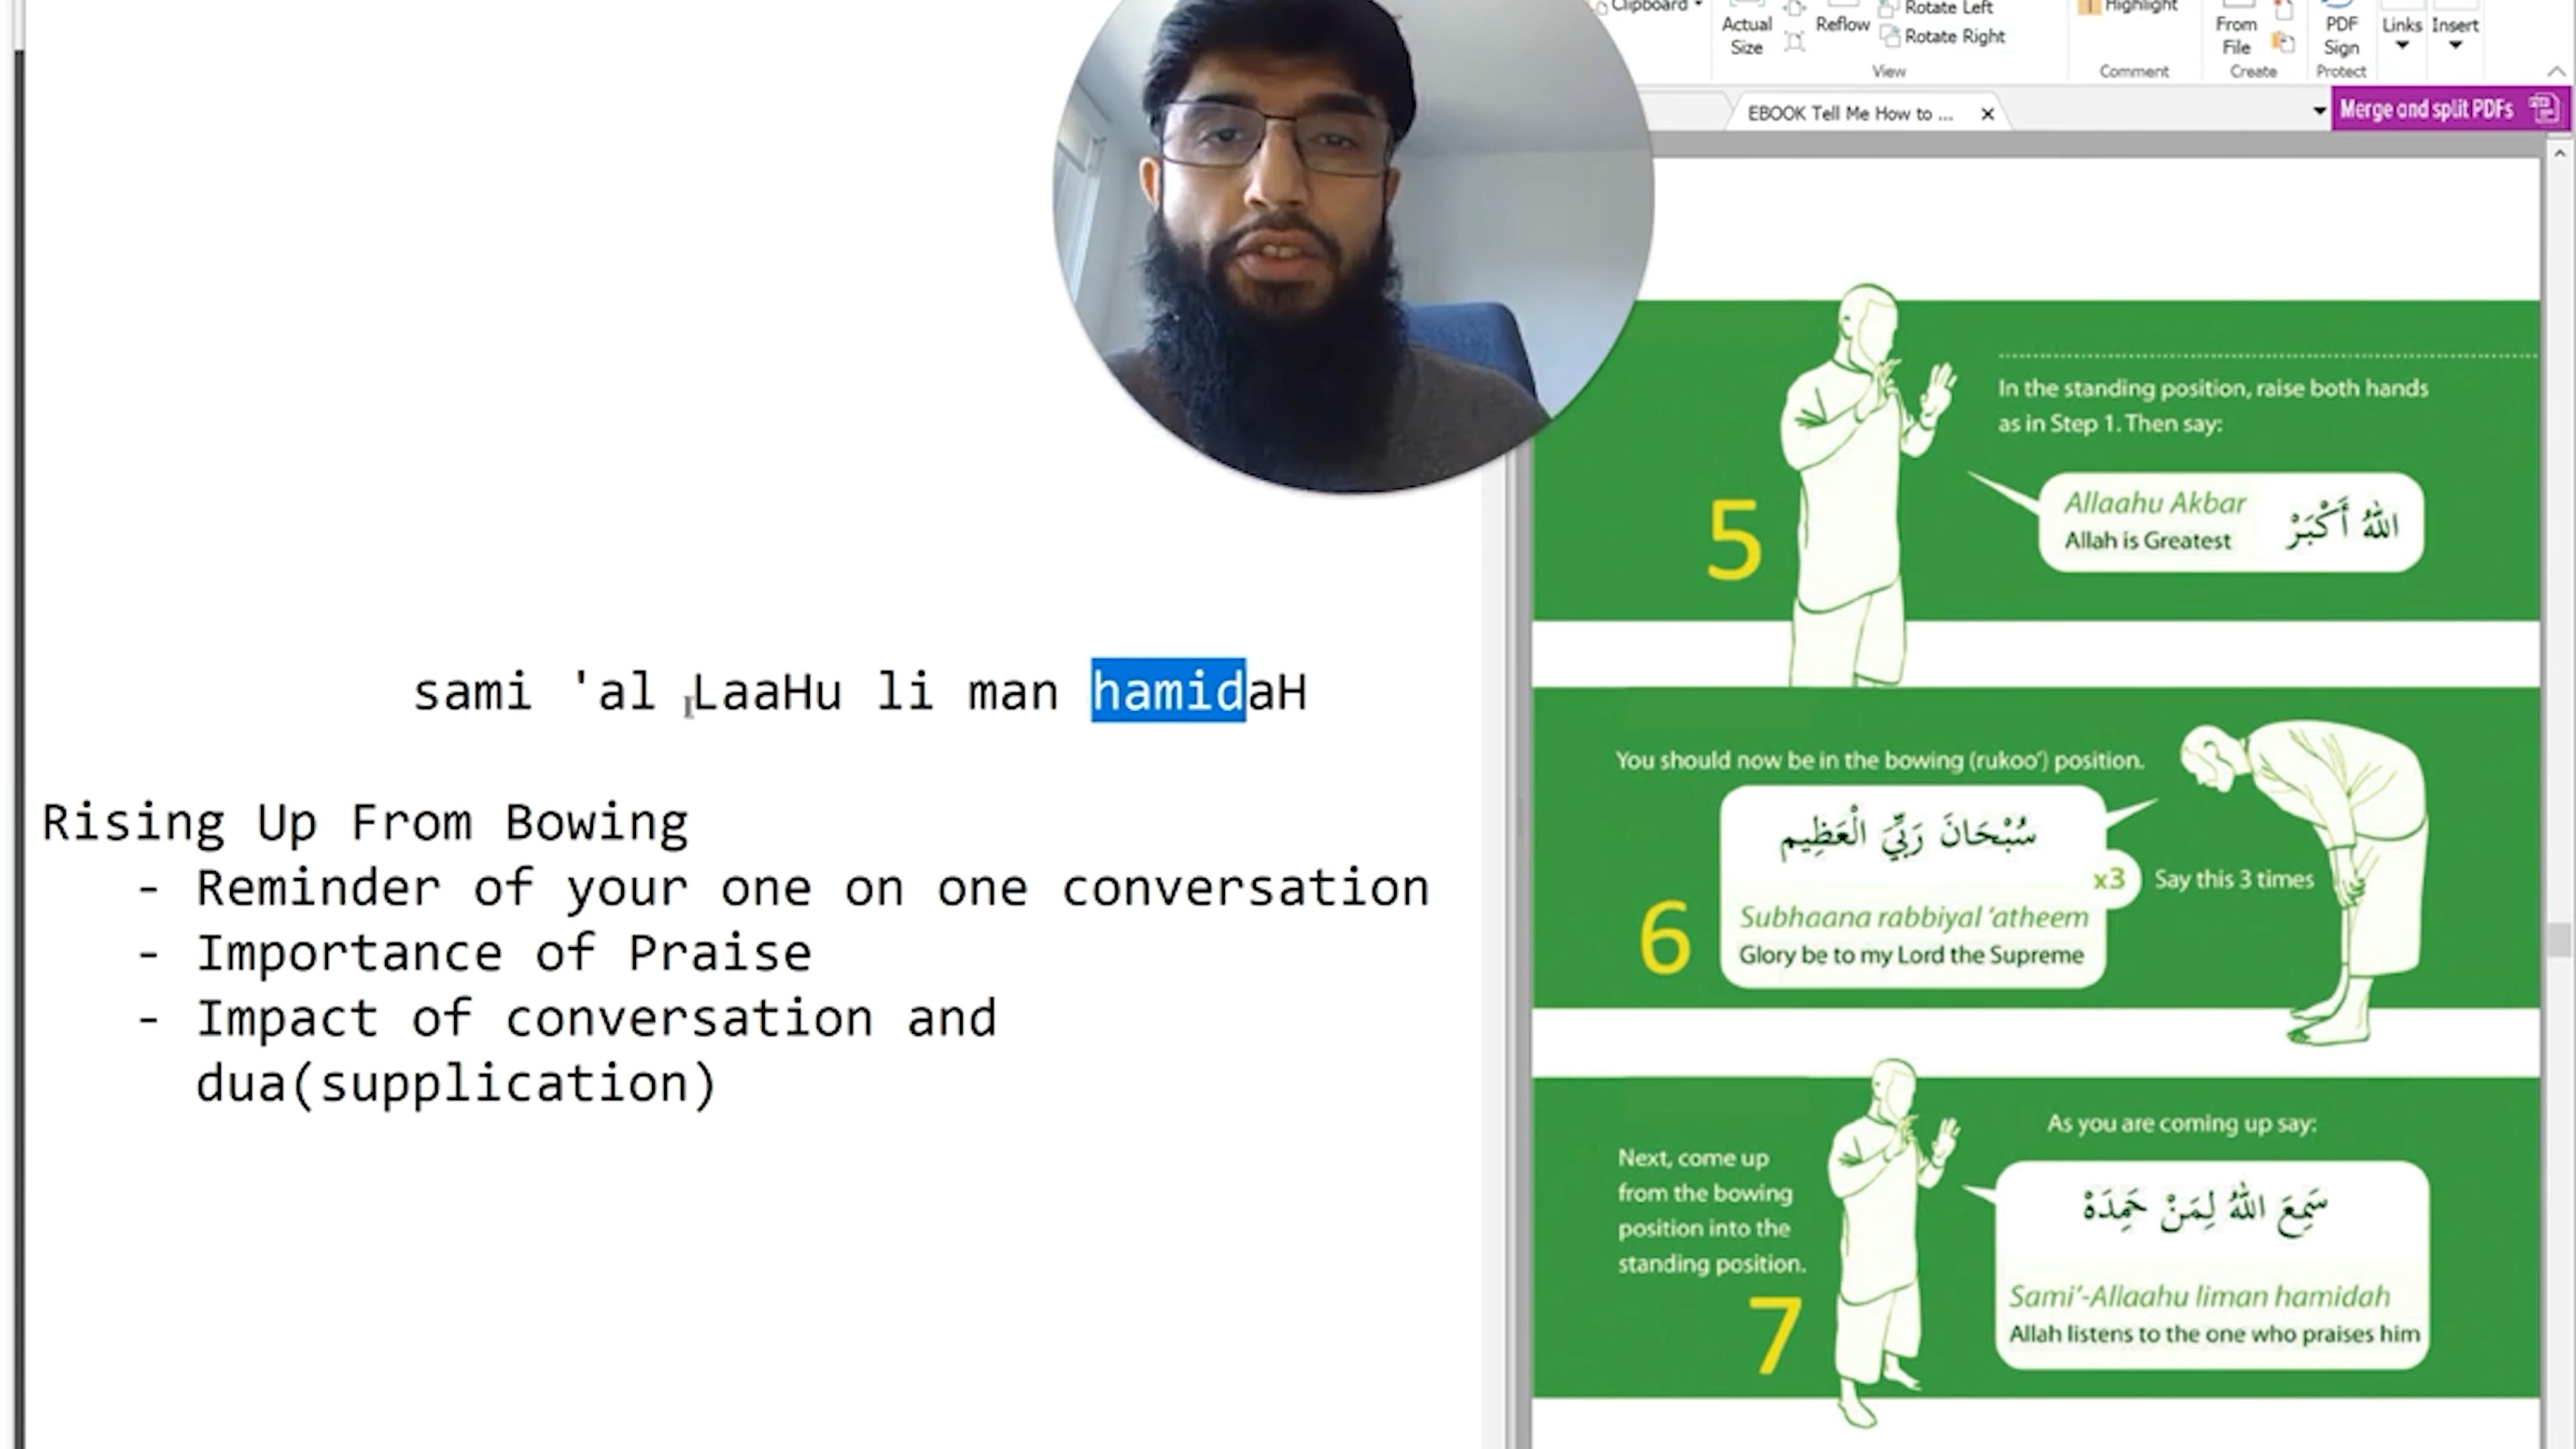 Clipboard
Actual
Size
Reflow
Rotate Left
Rotate Right
View
Highlight
Comment
From
File
Create
PDF
Sign
Protect
Links
Insert
EBOOK Tell Me How to ...
Merge and split PDFs
sami 'al LaaHu li man hamidaH
Rising Up From Bowing
- Reminder of your one on one conversation
- Importance of Praise
- Impact of conversation and
dua(supplication)
In the standing position, raise both hands
as in Step 1. Then say:
5
Allaahu Akbar
Allah is Greatest
اللهُ أَكْبَرْ
You should now be in the bowing (rukoo') position.
سُبْحَانَ رَبِّيَ الْعَظِيم
x3
Say this 3 times
6
Subhaana rabbiyal 'atheem
Glory be to my Lord the Supreme
As you are coming up say:
Next, come up
from the bowing
position into the
standing position.
7
سَمِعَ اللهُ لِمَنْ حَمِدَهْ
Sami'-Allaahu liman hamidah
Allah listens to the one who praises him